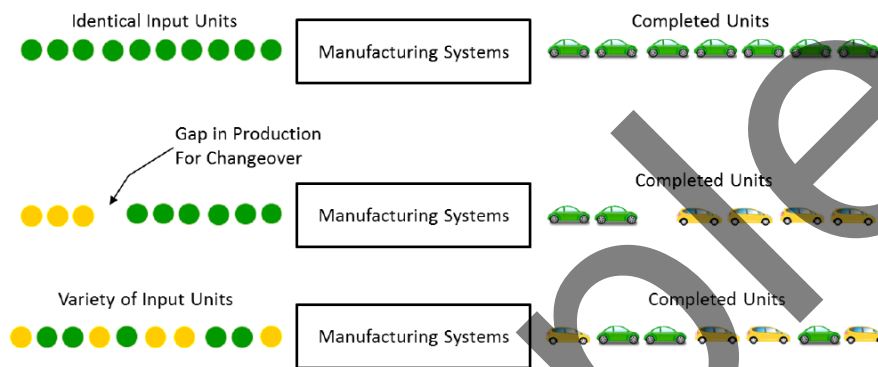 Identical Input Units
Completed Units
Manufacturing Systems
Gap in Production
For Changeover
Completed Units
Manufacturing Systems
Variety of Input Units
Completed Units
Manufacturing Systems
ple